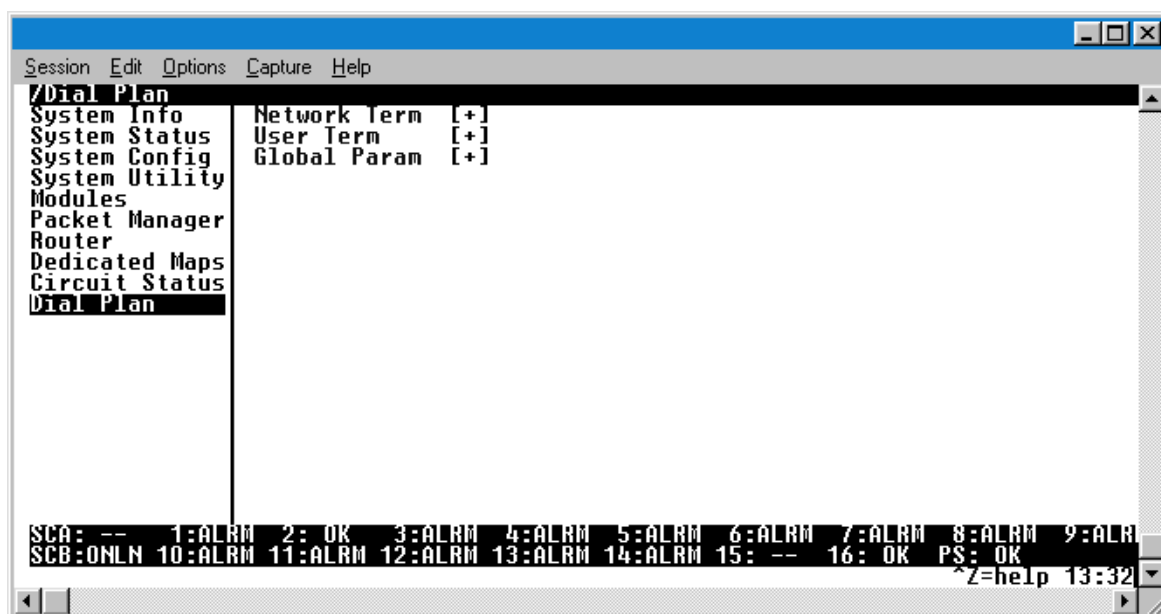 Session Edit Options Capture Help
/Dial Plan
System Info Network Term [+]
System Status User Term [+]
System Config Global Param [+]
System Utility
Modules
Packet Manager
Router
Dedicated Maps
Circuit Status
Dial Plan
SCA: -- 1:ALRM 2: OK 3:ALRM 4:ALRM 5:ALRM 6:ALRM 7:ALRM 8:ALRM 9:ALR
SCB:ONLN 10:ALRM 11:ALRM 12:ALRM 13:ALRM 14:ALRM 15: -- 16: OK PS: OK
^Z=help 13:32